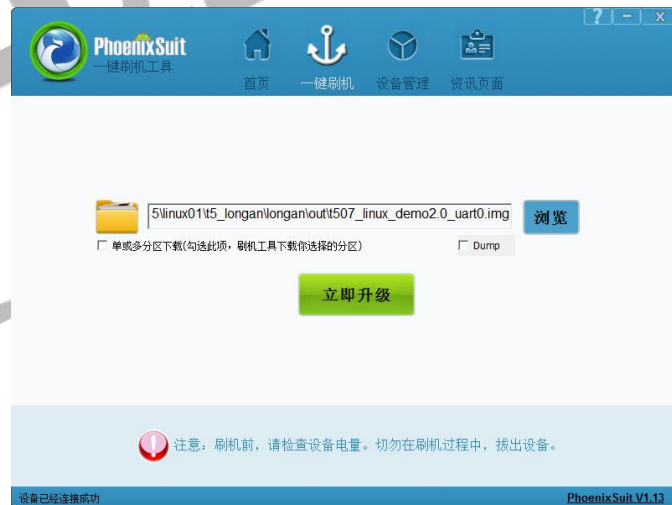 ? - x
PhoenixSuit
一键刷机工具
首页 一键刷机 设备管理 资讯页面
5\linux01\t5_longan\longan\out\t507_linux_demo2.0_uart0.img
浏览
单或多分区下载(勾选此项，刷机工具下载你选择的分区)
Dump
立即升级
注意：刷机前，请检查设备电量。切勿在刷机过程中，拔出设备。
设备已经连接成功
PhoenixSuit V1.13